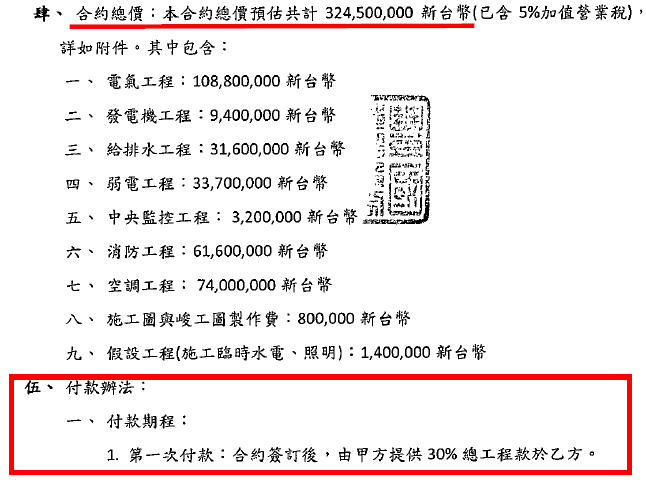 肆、 合約總價：本合約總價預估共計 324,500,000 新台幣(已含 5%加值營業稅)，
詳如附件。其中包含：
一、 電氣工程：108,800,000 新台幣
二、 發電機工程：9,400,000 新台幣
三、 給排水工程：31,600,000 新台幣
四、 弱電工程：33,700,000 新台幣
五、 中央監控工程： 3,200,000 新台幣
六、 消防工程：61,600,000 新台幣
七、 空調工程： 74,000,000 新台幣
八、 施工圖與峻工圖製作費：800,000 新台幣
九、 假設工程(施工臨時水電、照明)：1,400,000 新台幣
伍、 付款辦法：
一、 付款期程：
1. 第一次付款：合約簽訂後，由甲方提供 30% 總工程款於乙方。